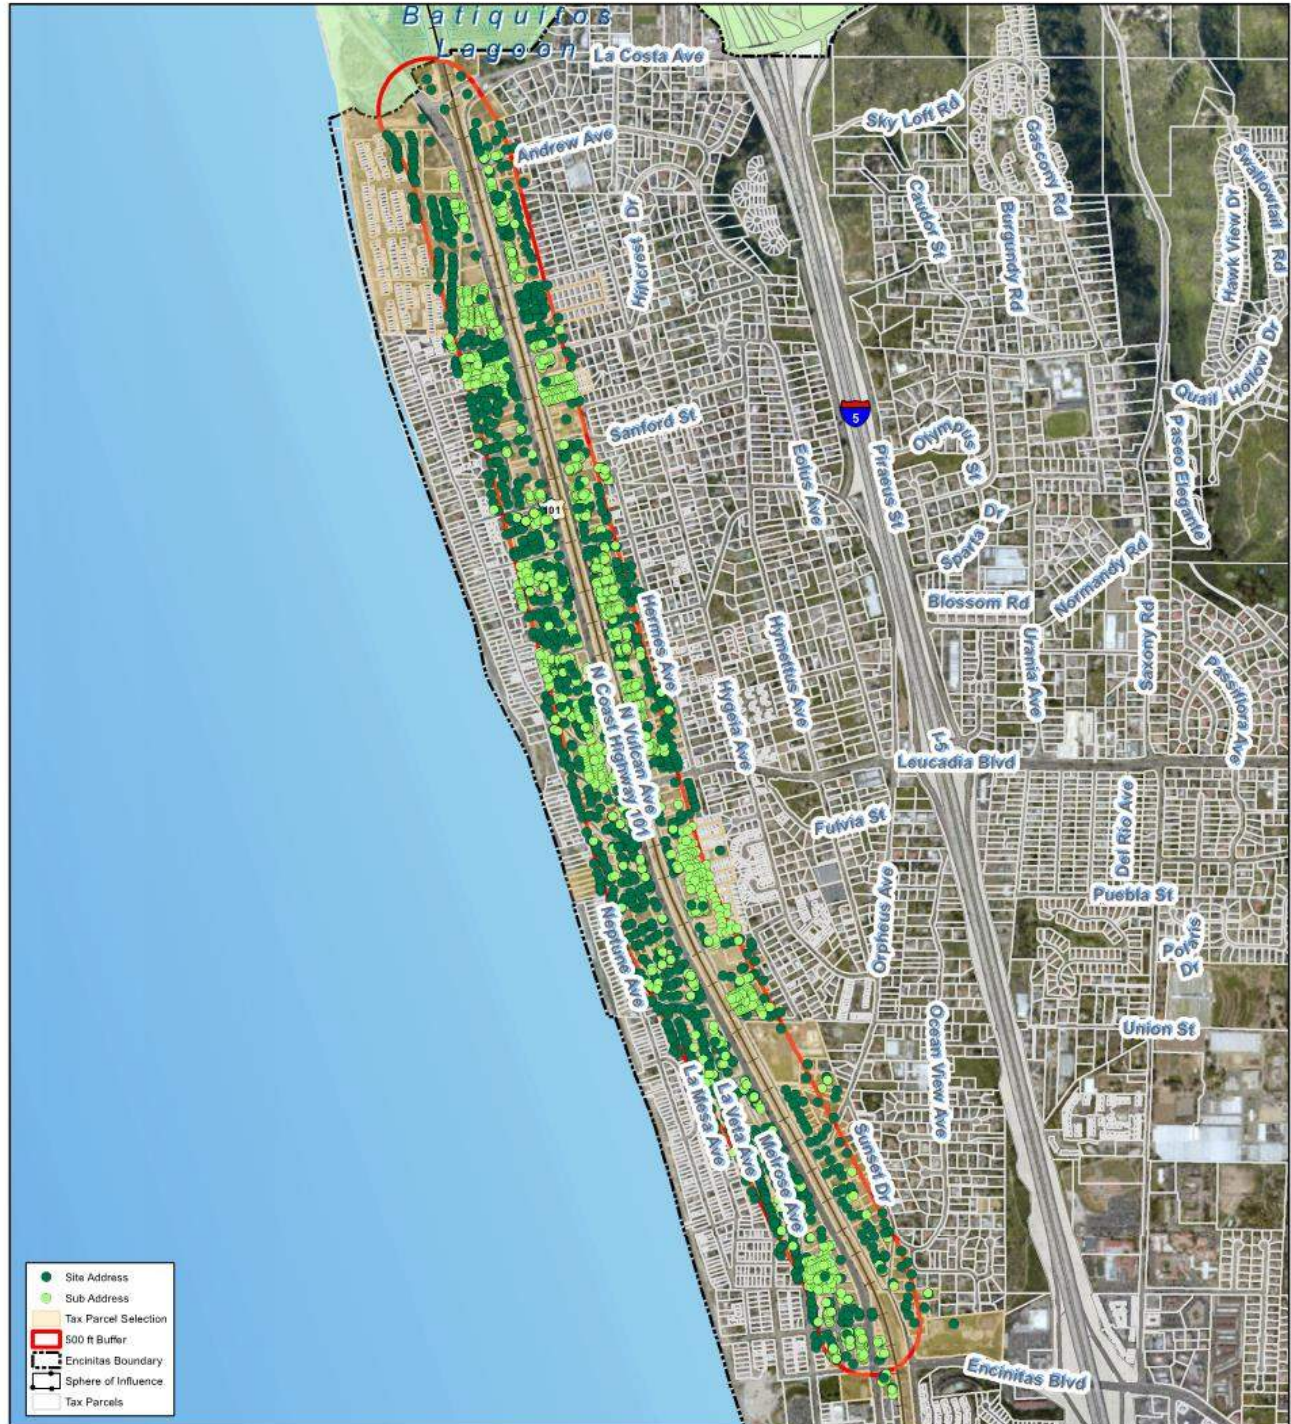 Batiquitos
Lagoon
La Costa Ave
Sky Loft Rd
Gascony Rd
Swallowtail Rd
Andrew Ave
Hillcrest Dr
Caudor St
Burgundy Rd
Hawk View Dr
Quail Hollow Dr
Sanford St
5
Olympus St
Eolus Ave
Piraeus St
Paseo Elegante
101
Sparta Dr
Normandy Rd
Blossom Rd
Hermes Ave
Hymettus Ave
Urania Ave
Saxony Rd
Passiflora Ave
Hygeia Ave
N Vulcan Ave
N Coast Highway 101
I-5
Leucadia Blvd
Fulvia St
Del Rio Ave
Orpheus Ave
Puebla St
Neptune Ave
Polaris Dr
Ocean View Ave
Union St
La Mesa Ave
La Veta Ave
Melrose Ave
Sunset Dr
Encinitas Blvd
Site Address
Sub Address
Tax Parcel Selection
500 ft Buffer
Encinitas Boundary
Sphere of Influence
Tax Parcels